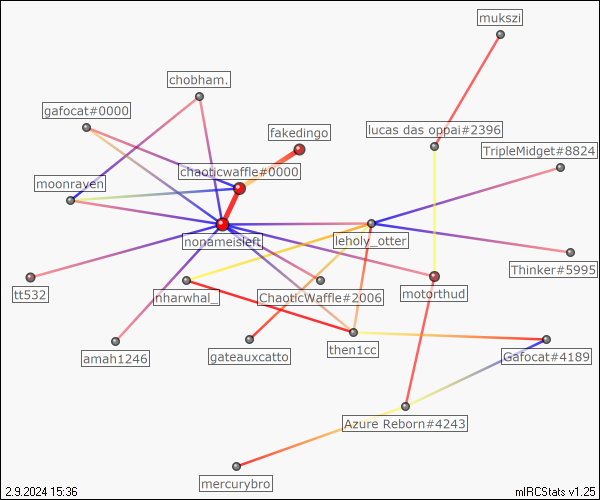 mukszi
chobham.
gafocat#0000
fakedingo
lucas das oppai#2396
TripleMidget#8824
chaoticwaffle#0000
moonraven
nonameisleft
leholy_otter
Thinker#5995
tt532
nharwhal_
ChaoticWaffle#2006
motorthud
amah1246
gateauxcatto
then1cc
Gafocat#4189
Azure Reborn#4243
mercurybro
2.9.2024 15:36
mIRCStats v1.25